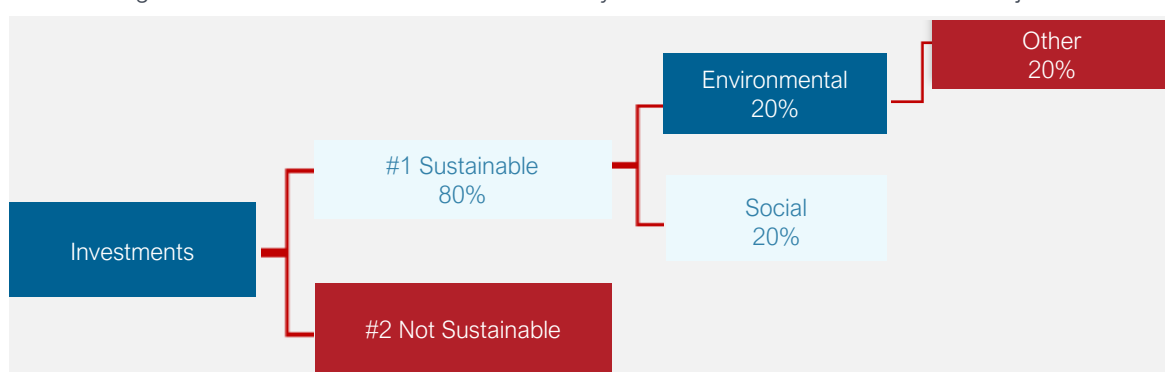 Other
20%
Environmental
20%
#1 Sustainable
80%
Social
20%
Investments
#2 Not Sustainable